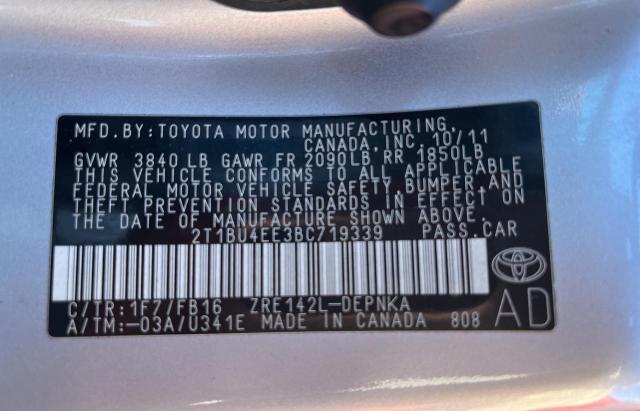 MFD.BY:TOYOTA MOTOR MANUFACTURING,
CANADA,INC.10/11
GVWR 3840 LB GAWR FR 2090LB RR 1850LB
THIS VEHICLE CONFORMS TO ALL APPLICABLE
FEDERAL MOTOR VEHICLE SAFETY,BUMPER,AND
THEFT PREVENTION STANDARDS IN EFFECT ON
THE DATE OF MANUFACTURE SHOWN ABOVE.
2T1BU4EE3BC719339 PASS.CAR
C/TR:1F7/FB16 ZRE142L-DEPNKA
A/TM:-03A/U341E MADE IN CANADA 808
AD